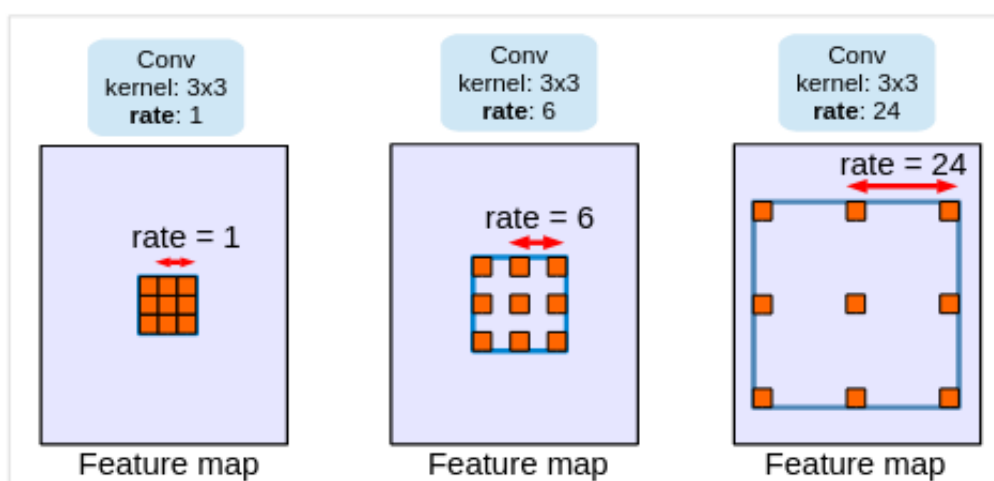 Conv
kernel: 3x3
rate: 1
rate = 1
Feature map
Conv
kernel: 3x3
rate: 6
rate = 6
Feature map
Conv
kernel: 3x3
rate: 24
rate = 24
Feature map